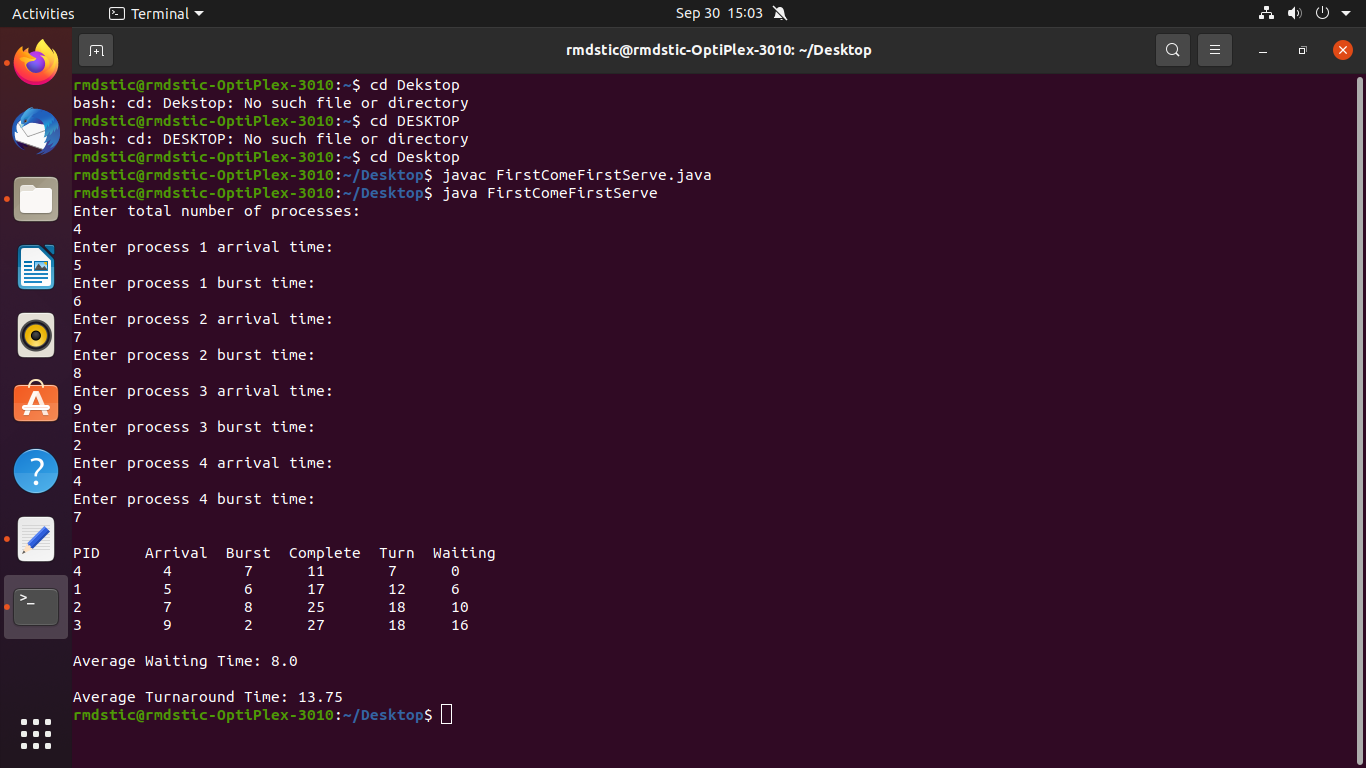 Activities Terminal Sep 30 15:03
rmdstic@rmdstic-OptiPlex-3010: ~/Desktop
rmdstic@rmdstic-OptiPlex-3010:~$ cd Dekstop
bash: cd: Dekstop: No such file or directory
rmdstic@rmdstic-OptiPlex-3010:~$ cd DESKTOP
bash: cd: DESKTOP: No such file or directory
rmdstic@rmdstic-OptiPlex-3010:~$ cd Desktop
rmdstic@rmdstic-OptiPlex-3010:~/Desktop$ javac FirstComeFirstServe.java
rmdstic@rmdstic-OptiPlex-3010:~/Desktop$ java FirstComeFirstServe
Enter total number of processes:
4
Enter process 1 arrival time:
5
Enter process 1 burst time:
6
Enter process 2 arrival time:
7
Enter process 2 burst time:
8
Enter process 3 arrival time:
9
Enter process 3 burst time:
2
Enter process 4 arrival time:
4
Enter process 4 burst time:
7
PID     Arrival  Burst  Complete  Turn  Waiting
4         4        7      11       7      0
1         5        6      17       12     6
2         7        8      25       18     10
3         9        2      27       18     16
Average Waiting Time: 8.0
Average Turnaround Time: 13.75
rmdstic@rmdstic-OptiPlex-3010:~/Desktop$